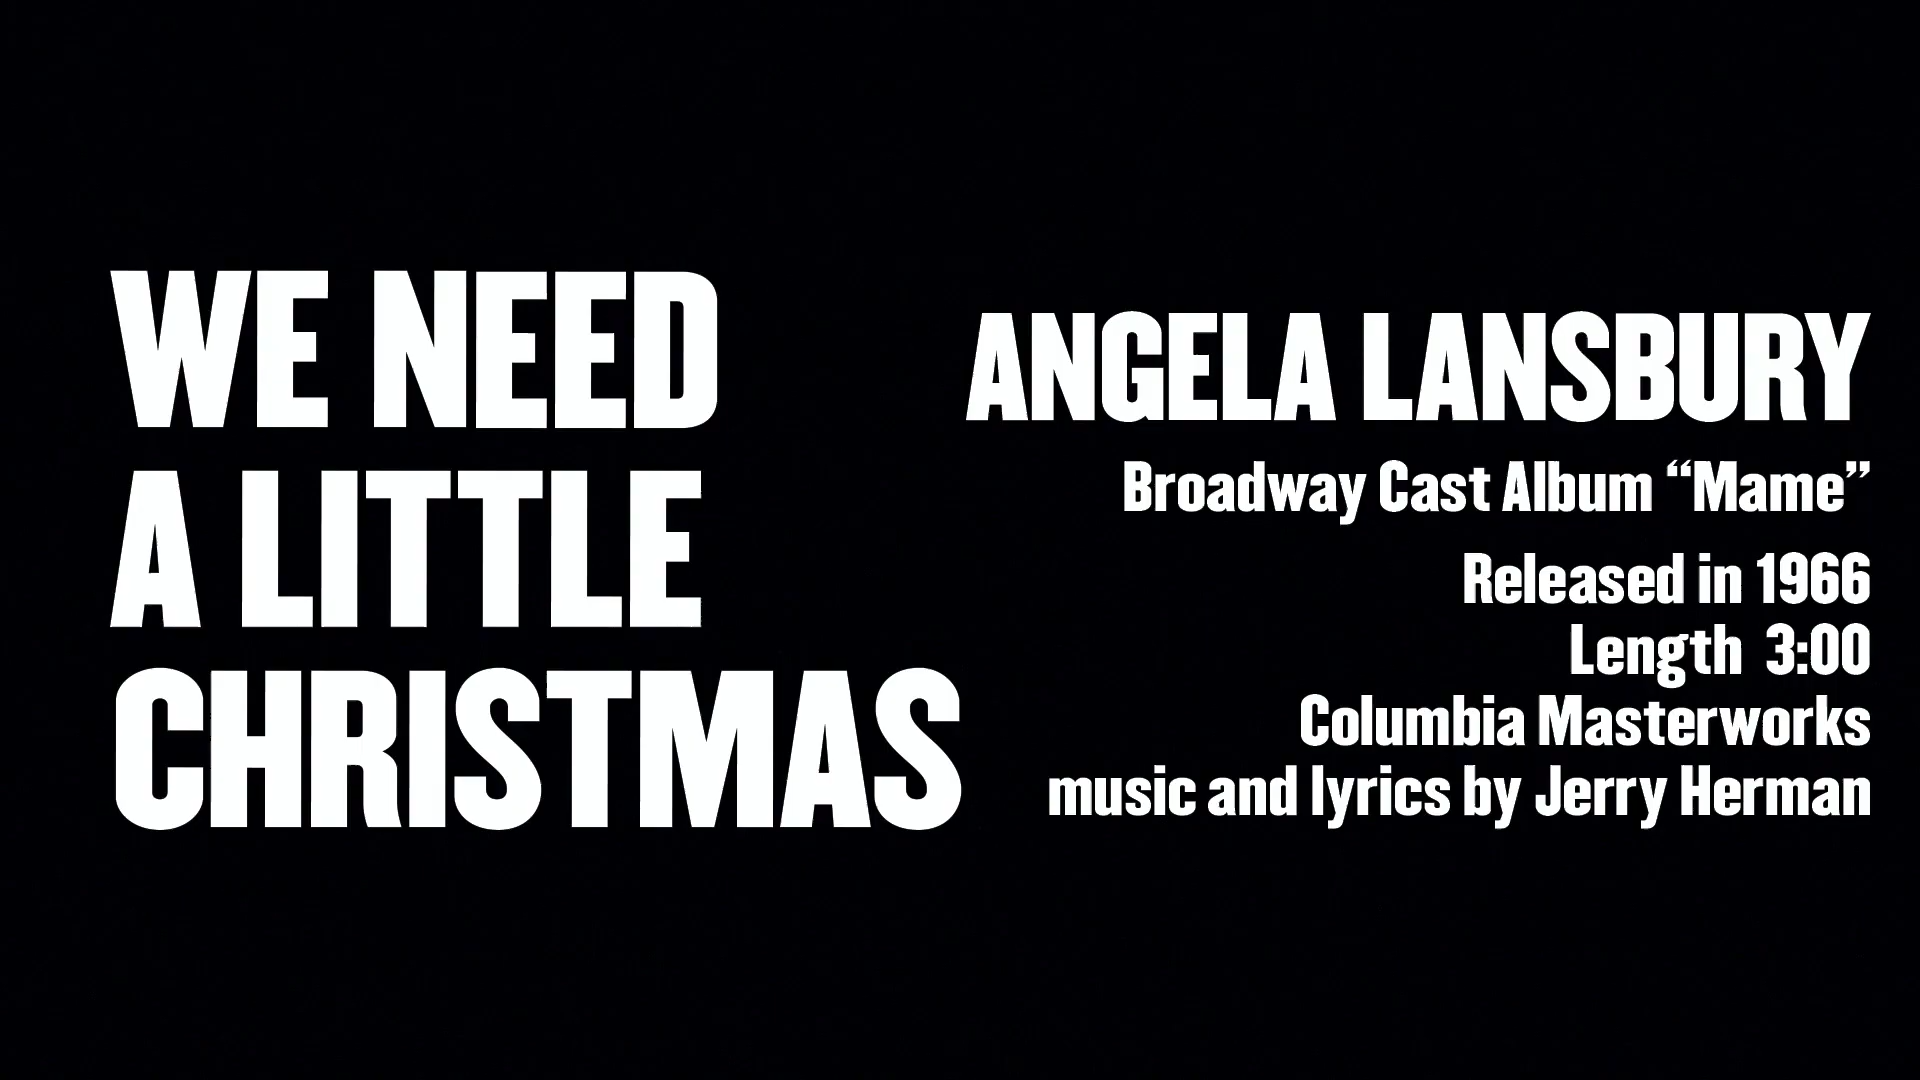 WE NEED
A LITTLE
CHRISTMAS
ANGELA LANSBURY
Broadway Cast Album “Mame”
Released in 1966
Length 3:00
Columbia Masterworks
music and lyrics by Jerry Herman